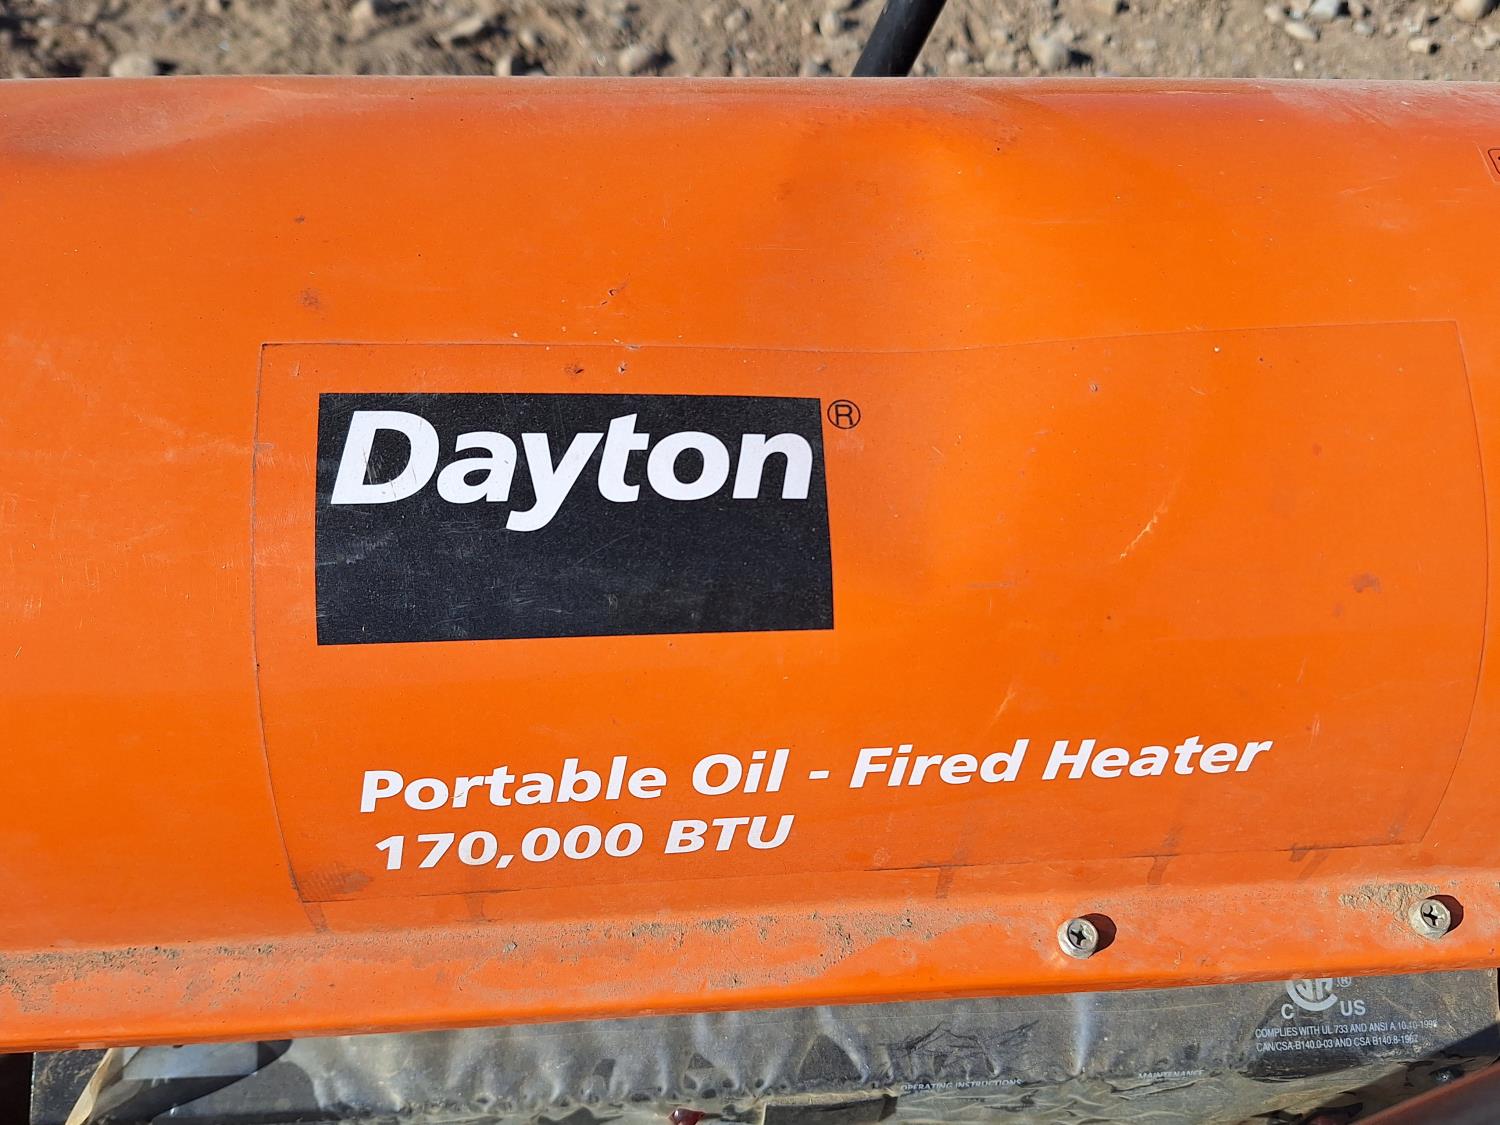 Dayton®
Portable Oil - Fired Heater
170,000 BTU
C US
COMPLIES WITH UL 733 AND ANSI A 10.10-1998
CAN/CSA-B140.0-03 AND CSA B140.8-1967
OPERATING INSTRUCTIONS
MAINTENANCE